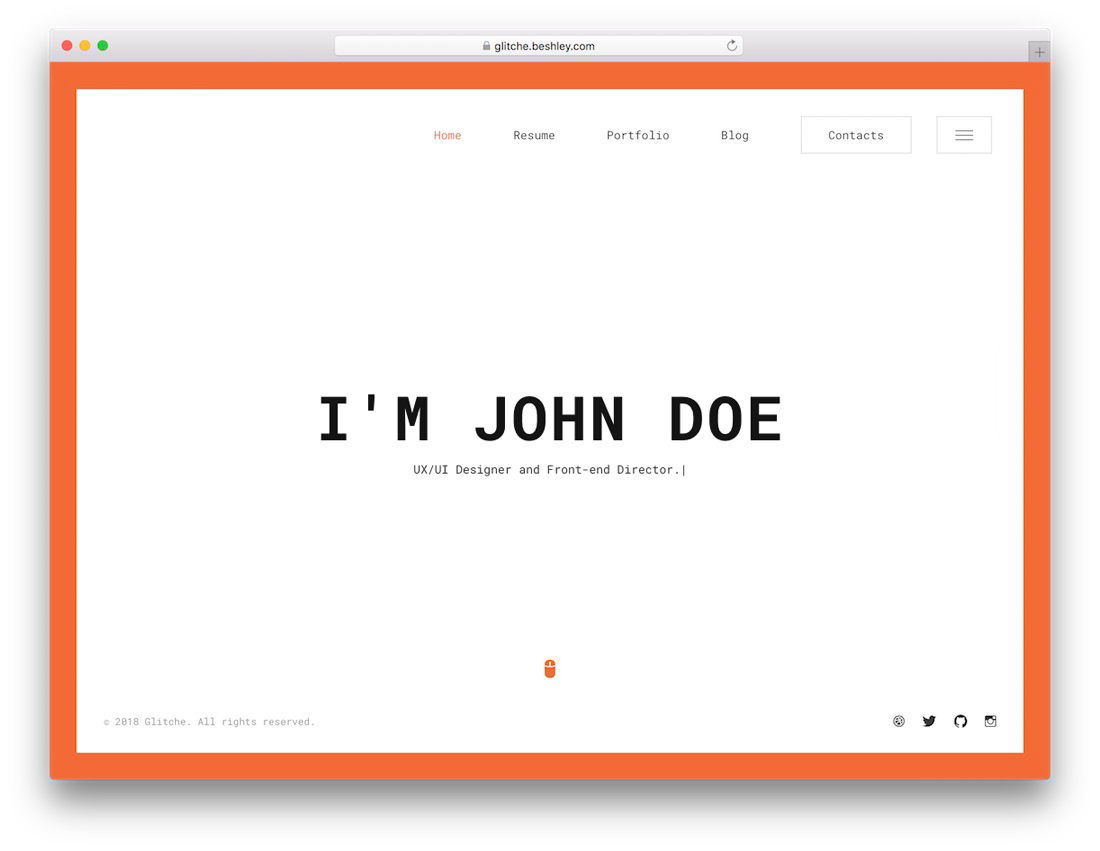 glitche.beshley.com
Home Resume Portfolio Blog Contacts
I'M JOHN DOE
UX/UI Designer and Front-end Director.|
© 2018 Glitche. All rights reserved.